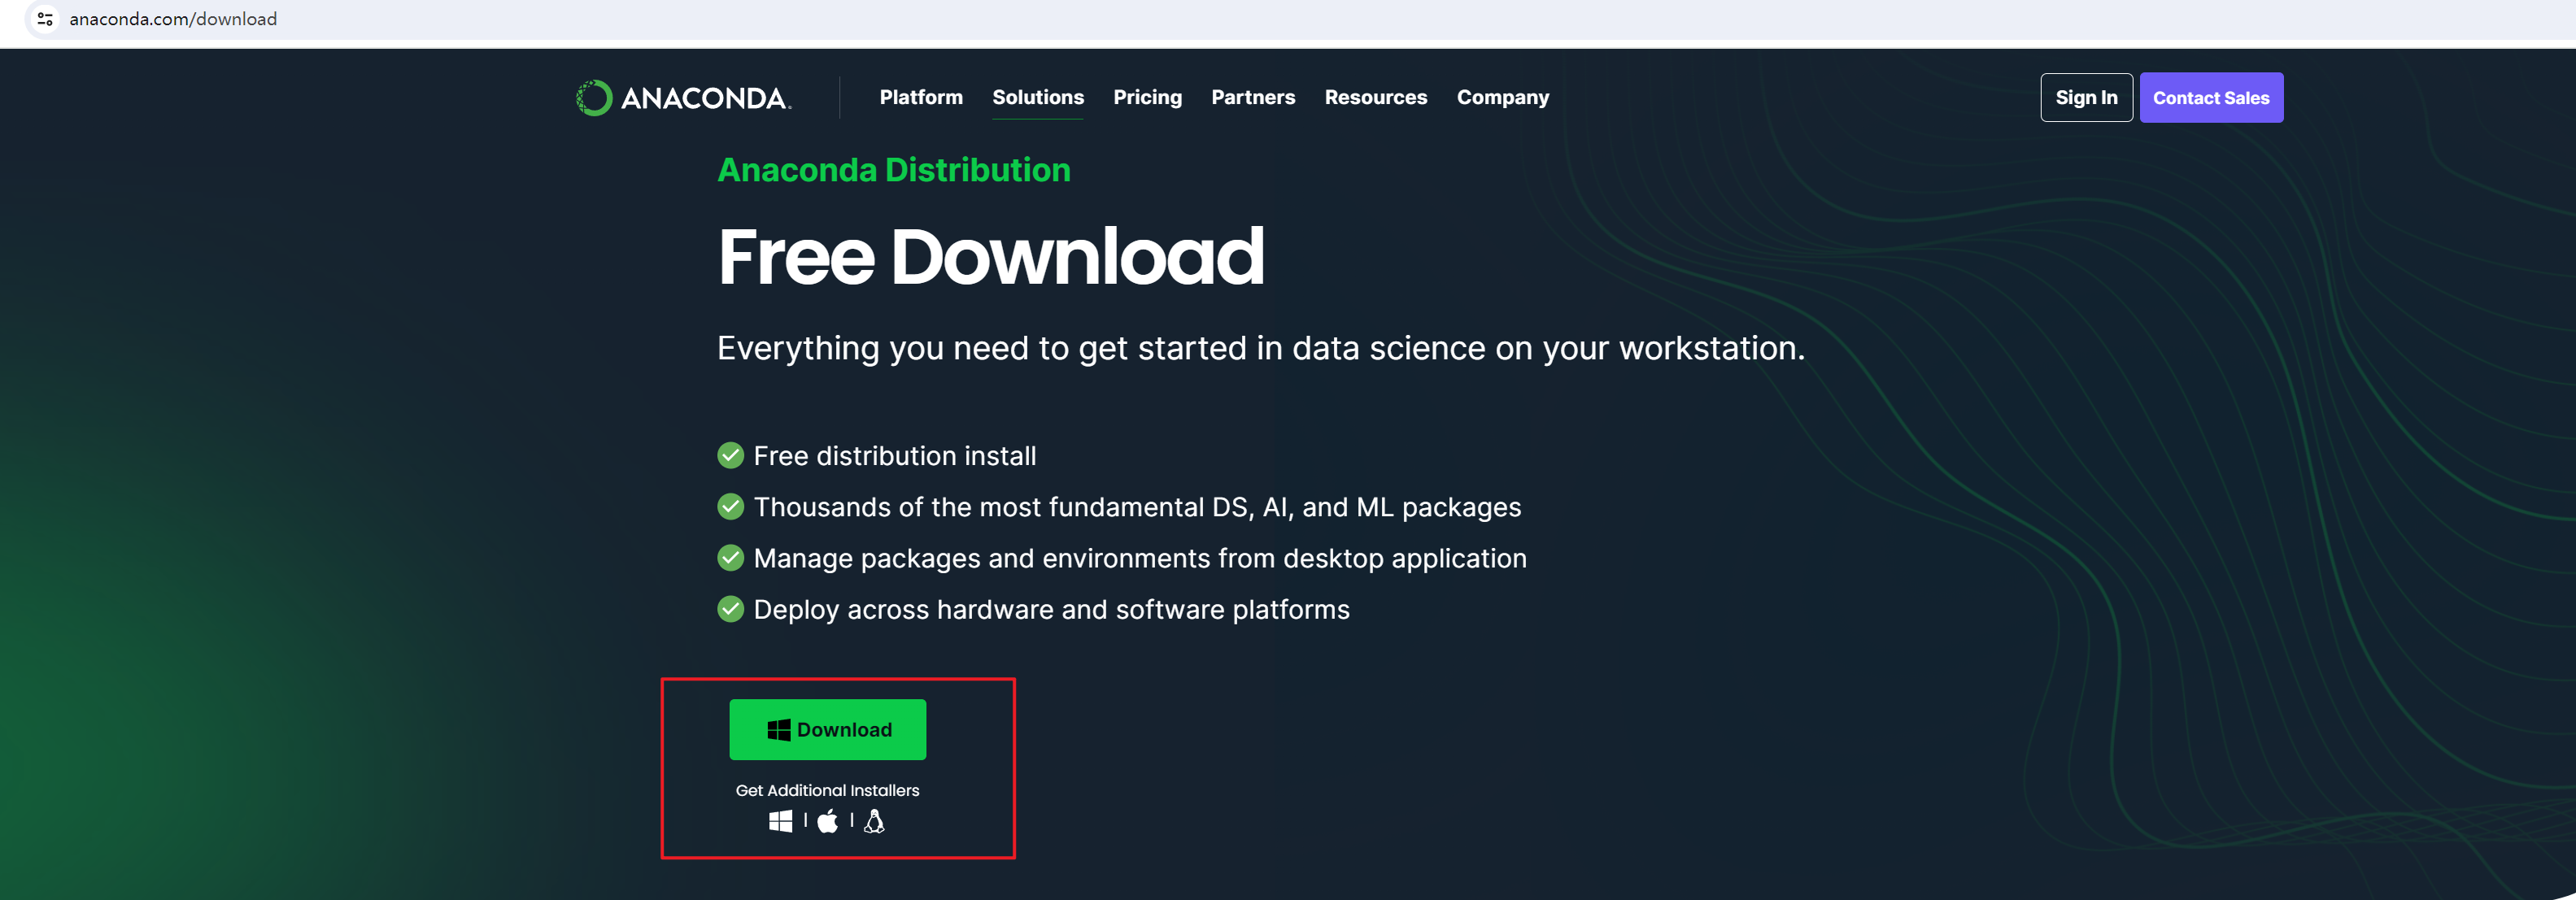 anaconda.com/download
ANACONDA.
Platform Solutions Pricing Partners Resources Company
Sign In
Contact Sales
Anaconda Distribution
Free Download
Everything you need to get started in data science on your workstation.
Free distribution install
Thousands of the most fundamental DS, AI, and ML packages
Manage packages and environments from desktop application
Deploy across hardware and software platforms
Download
Get Additional Installers